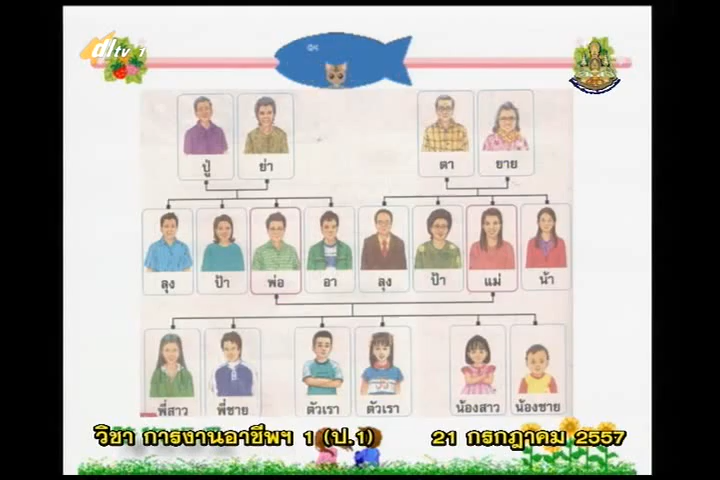 dltv 1
ปู่ ย่า ตา ยาย
ลุง ป้า พ่อ อา ลุง ป้า แม่ น้า
พี่สาว พี่ชาย ตัวเรา ตัวเรา น้องสาว น้องชาย
วิชา การงานอาชีพฯ 1 (ป.1) 21 กรกฎาคม 2557